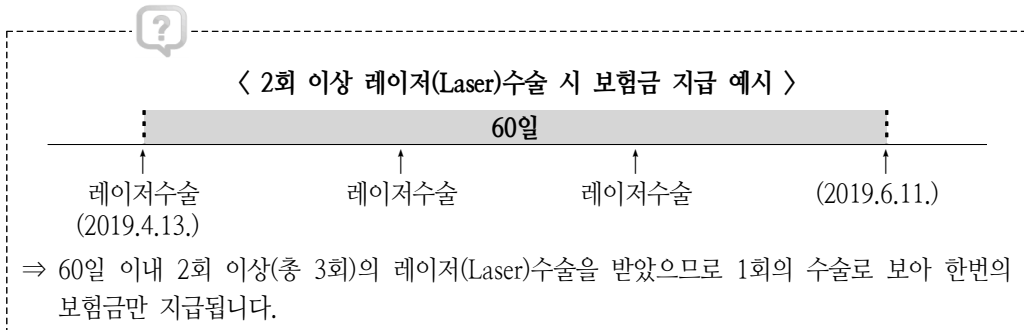 ?
〈 2회 이상 레이저(Laser)수술 시 보험금 지급 예시 〉
60일
레이저수술 레이저수술 레이저수술 (2019.6.11.)
(2019.4.13.)
⇒ 60일 이내 2회 이상(총 3회)의 레이저(Laser)수술을 받았으므로 1회의 수술로 보아 한번의
보험금만 지급됩니다.